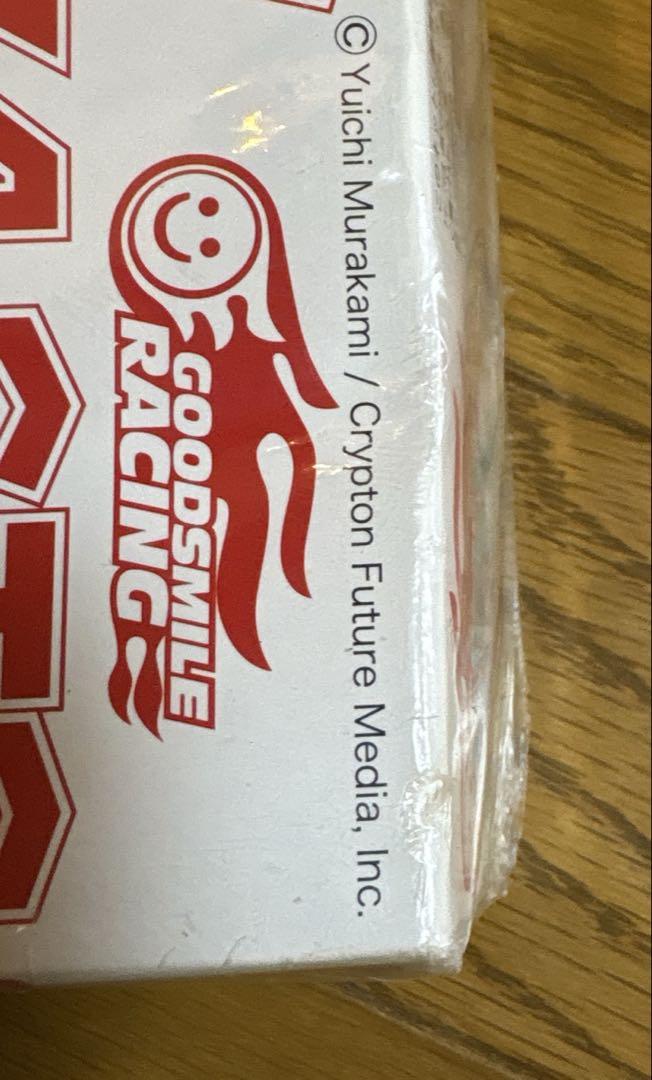 © Yuichi Murakami / Crypton Future Media, Inc.
GOODSMILE
RACING